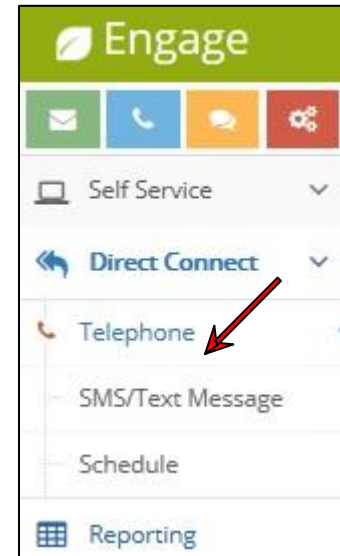 Engage
Self Service
Direct Connect
Telephone
SMS/Text Message
Schedule
Reporting